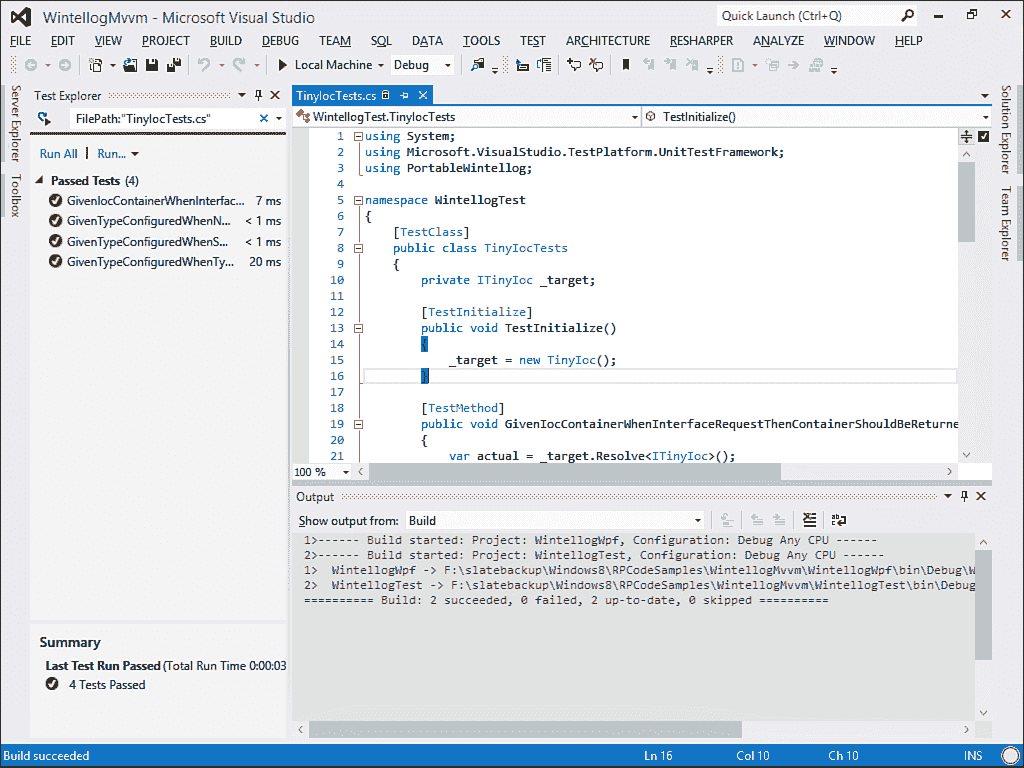 WintellogMvvm - Microsoft Visual Studio
Quick Launch (Ctrl+Q)
FILE EDIT VIEW PROJECT BUILD DEBUG TEAM SQL DATA TOOLS TEST ARCHITECTURE RESHARPER ANALYZE WINDOW HELP
Local Machine Debug
Server Explorer
Toolbox
Test Explorer
FilePath:"TinyIocTests.cs"
Run All | Run...
Passed Tests (4)
GivenIocContainerWhenInterfac... 7 ms
GivenTypeConfiguredWhenN... < 1 ms
GivenTypeConfiguredWhenS... < 1 ms
GivenTypeConfiguredWhenTy... 20 ms
Summary
Last Test Run Passed (Total Run Time 0:00:03
4 Tests Passed
TinyIocTests.cs
WintellogTest.TinyIocTests TestInitialize()
1 using System;
2 using Microsoft.VisualStudio.TestPlatform.UnitTestFramework;
3 using PortableWintellog;
4
5 namespace WintellogTest
6 {
7 [TestClass]
8 public class TinyIocTests
9 {
10 private ITinyIoc _target;
11
12 [TestInitialize]
13 public void TestInitialize()
14 {
15 _target = new TinyIoc();
16 }
17
18 [TestMethod]
19 public void GivenIocContainerWhenInterfaceRequestThenContainerShouldBeReturne
20 {
21 var actual = _target.Resolve<ITinyIoc>();
100 %
Output
Show output from: Build
1>------ Build started: Project: WintellogWpf, Configuration: Debug Any CPU ------
2>------ Build started: Project: WintellogTest, Configuration: Debug Any CPU ------
1> WintellogWpf -> F:\slatebackup\Windows8\RPCodeSamples\WintellogMvvm\WintellogWpf\bin\Debug\W
2> WintellogTest -> F:\slatebackup\Windows8\RPCodeSamples\WintellogMvvm\WintellogTest\bin\Debug
========== Build: 2 succeeded, 0 failed, 2 up-to-date, 0 skipped ==========
Solution Explorer
Team Explorer
Build succeeded Ln 16 Col 10 Ch 10 INS